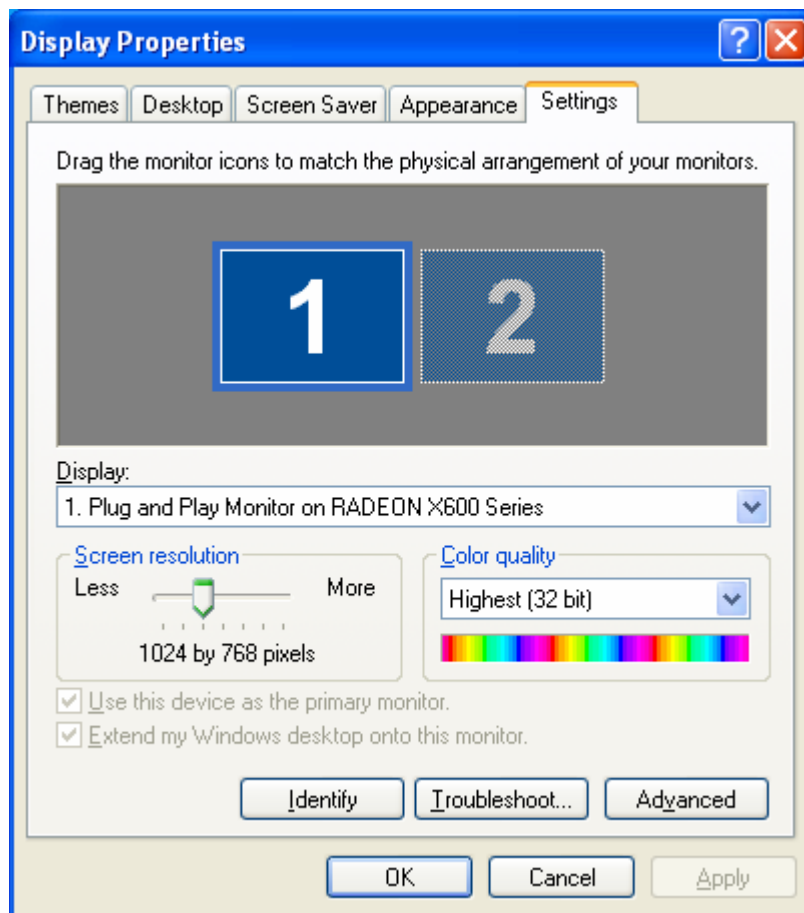 Display Properties
Themes Desktop Screen Saver Appearance Settings
Drag the monitor icons to match the physical arrangement of your monitors.
1 2
Display:
1. Plug and Play Monitor on RADEON X600 Series
Screen resolution
Less More
1024 by 768 pixels
Color quality
Highest (32 bit)
Use this device as the primary monitor.
Extend my Windows desktop onto this monitor.
Identify Troubleshoot... Advanced
OK Cancel Apply